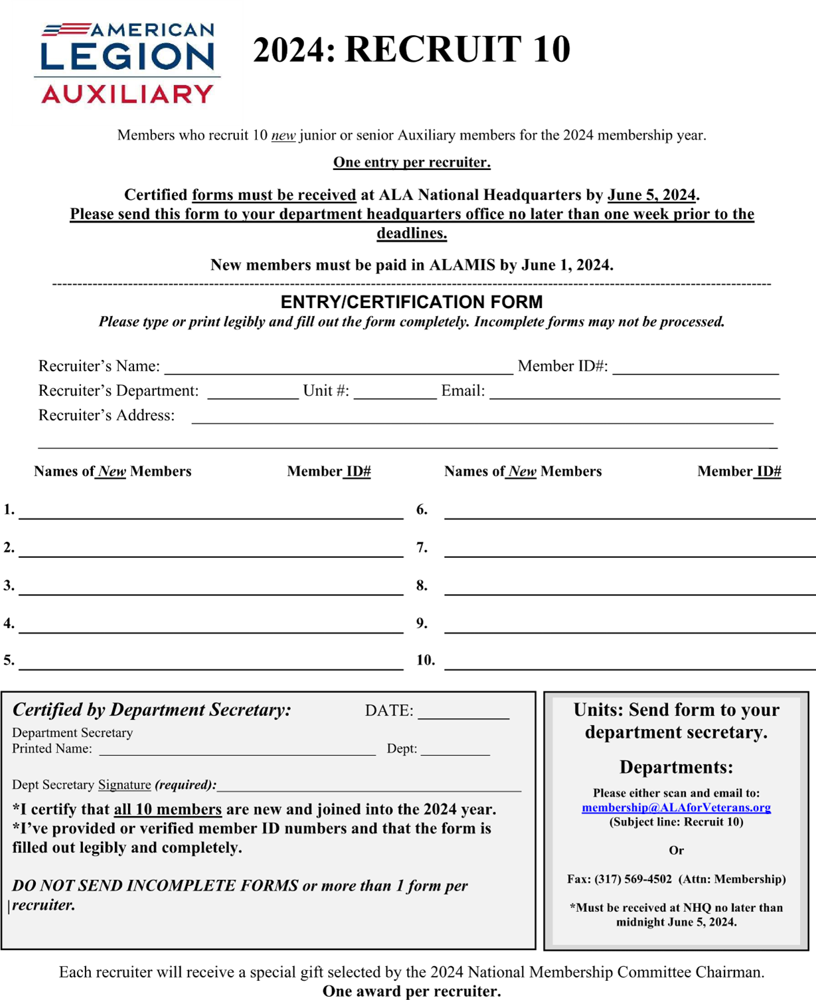 AMERICAN
LEGION
AUXILIARY
2024: RECRUIT 10
Members who recruit 10 new junior or senior Auxiliary members for the 2024 membership year.
One entry per recruiter.
Certified forms must be received at ALA National Headquarters by June 5, 2024.
Please send this form to your department headquarters office no later than one week prior to the
deadlines.
New members must be paid in ALAMIS by June 1, 2024.
ENTRY/CERTIFICATION FORM
Please type or print legibly and fill out the form completely. Incomplete forms may not be processed.
Recruiter’s Name: Member ID#:
Recruiter’s Department: Unit #: Email:
Recruiter’s Address:
Names of New Members Member ID# Names of New Members Member ID#
1. 6.
2. 7.
3. 8.
4. 9.
5. 10.
Certified by Department Secretary: DATE:
Department Secretary
Printed Name: Dept:
Dept Secretary Signature (required):
*I certify that all 10 members are new and joined into the 2024 year.
*I’ve provided or verified member ID numbers and that the form is
filled out legibly and completely.
DO NOT SEND INCOMPLETE FORMS or more than 1 form per
recruiter.
Units: Send form to your
department secretary.
Departments:
Please either scan and email to:
membership@ALAforVeterans.org
(Subject line: Recruit 10)
Or
Fax: (317) 569-4502 (Attn: Membership)
*Must be received at NHQ no later than
midnight June 5, 2024.
Each recruiter will receive a special gift selected by the 2024 National Membership Committee Chairman.
One award per recruiter.